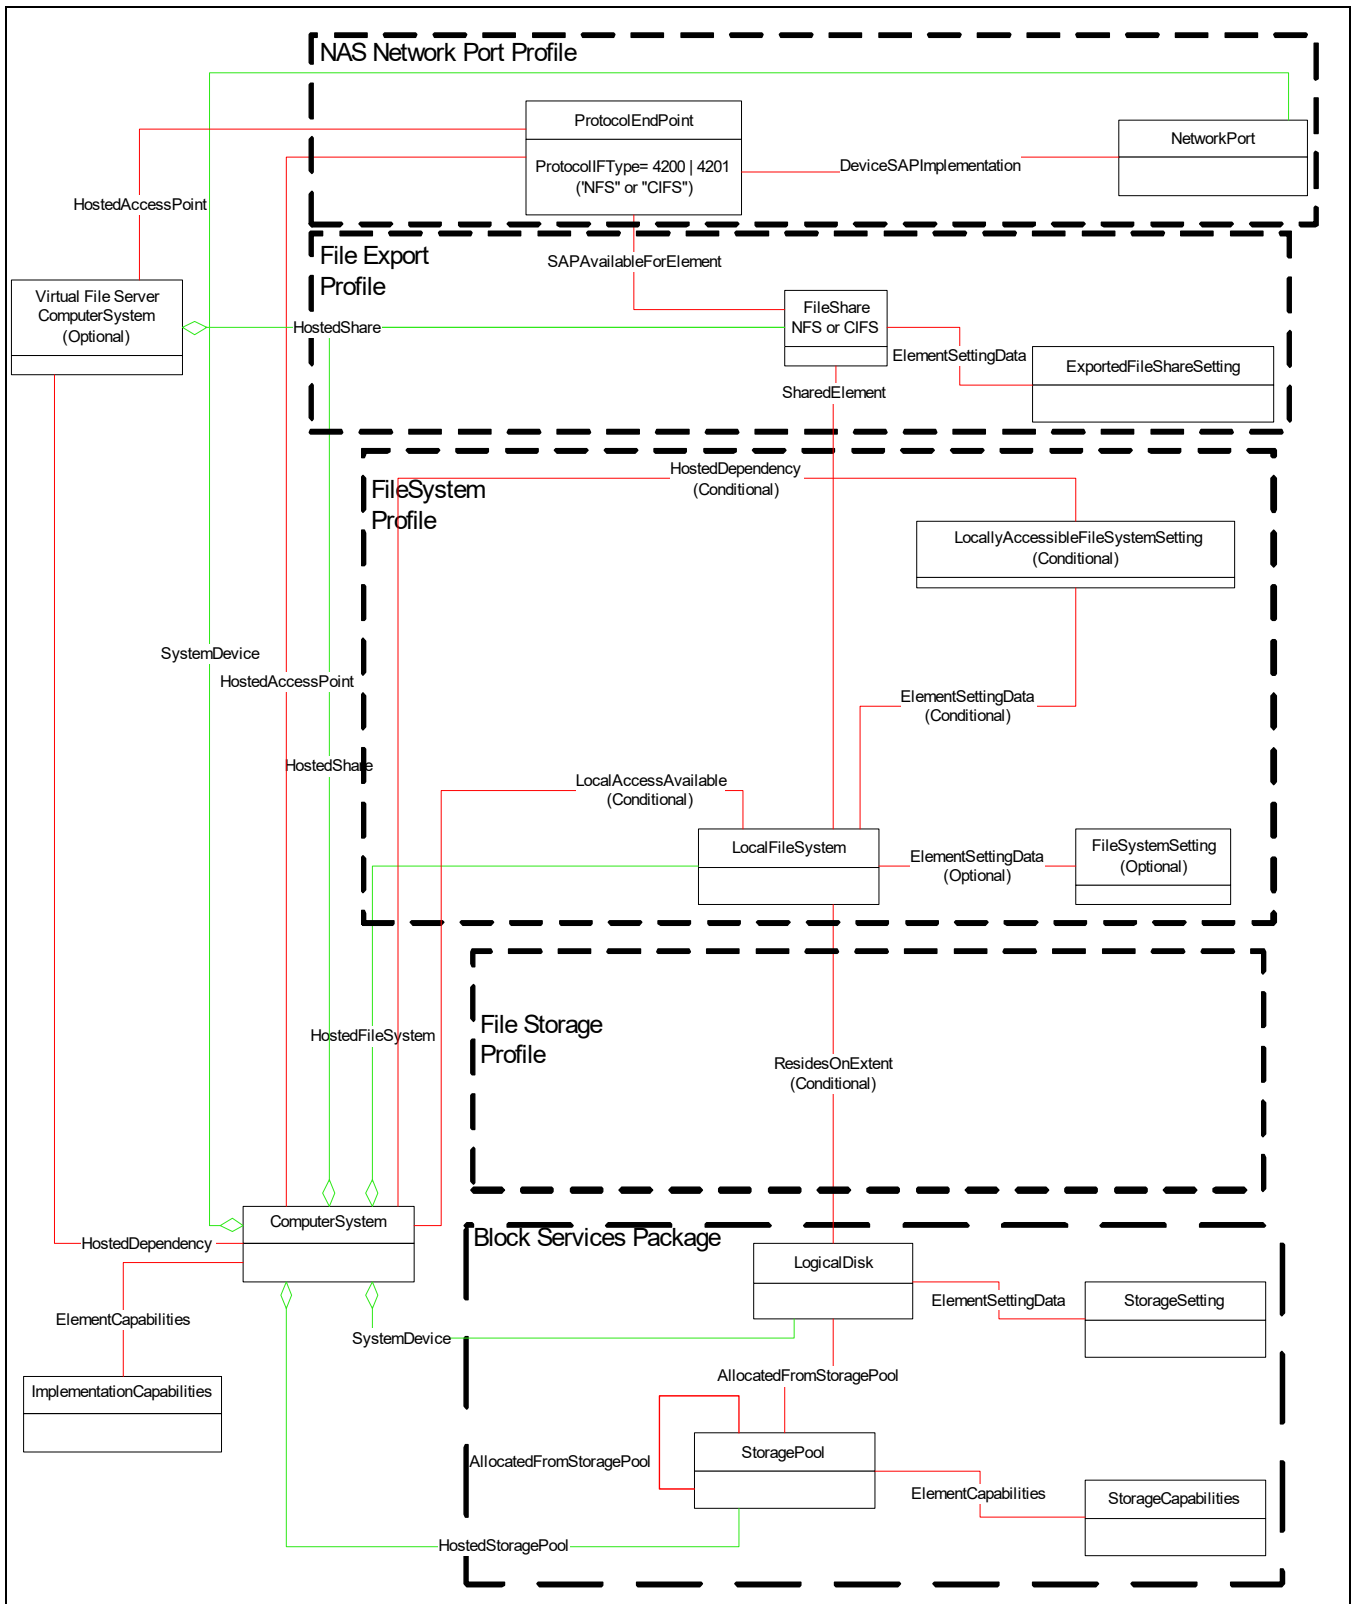 NAS Network Port Profile
ProtocolEndPoint
ProtocolIFType= 4200 | 4201
('NFS" or "CIFS")
NetworkPort
DeviceSAPImplementation
HostedAccessPoint
File Export
Profile
SAPAvailableForElement
Virtual File Server
ComputerSystem
(Optional)
HostedShare
FileShare
NFS or CIFS
ElementSettingData
ExportedFileShareSetting
SharedElement
FileSystem
Profile
HostedDependency
(Conditional)
LocallyAccessibleFileSystemSetting
(Conditional)
SystemDevice
HostedAccessPoint
ElementSettingData
(Conditional)
HostedShare
LocalAccessAvailable
(Conditional)
LocalFileSystem
ElementSettingData
(Optional)
FileSystemSetting
(Optional)
File Storage
Profile
HostedFileSystem
ResidesOnExtent
(Conditional)
ComputerSystem
HostedDependency
Block Services Package
LogicalDisk
ElementSettingData
StorageSetting
ElementCapabilities
SystemDevice
ImplementationCapabilities
AllocatedFromStoragePool
StoragePool
AllocatedFromStoragePool
ElementCapabilities
StorageCapabilities
HostedStoragePool